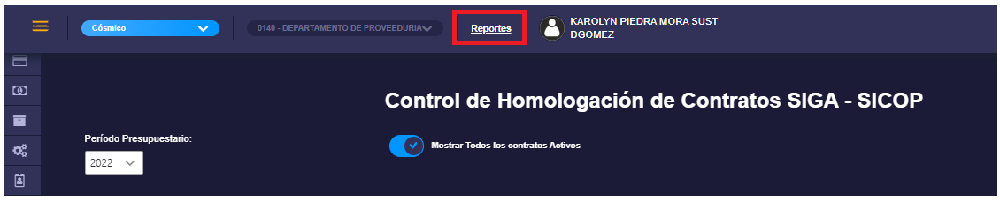 Cósmico
0140 - DEPARTAMENTO DE PROVEEDURIA
Reportes
KAROLYN PIEDRA MORA SUST
DGOMEZ
Control de Homologación de Contratos SIGA - SICOP
Período Presupuestario:
Mostrar Todos los contratos Activos
2022